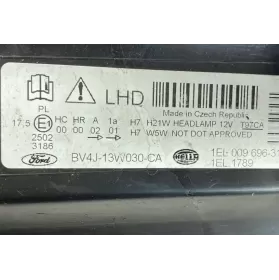 LHD
Made in Czech Republic
PL
HC HR A 1a H7 H21W HEADLAMP 12V T97CA
17,5 E1 00 00 02 01 H7 W5W NOT DOT APPROVED
2502
3186
Ford BV4J-13W030-CA HELLA 1EL 009 696-3
1EL.1789